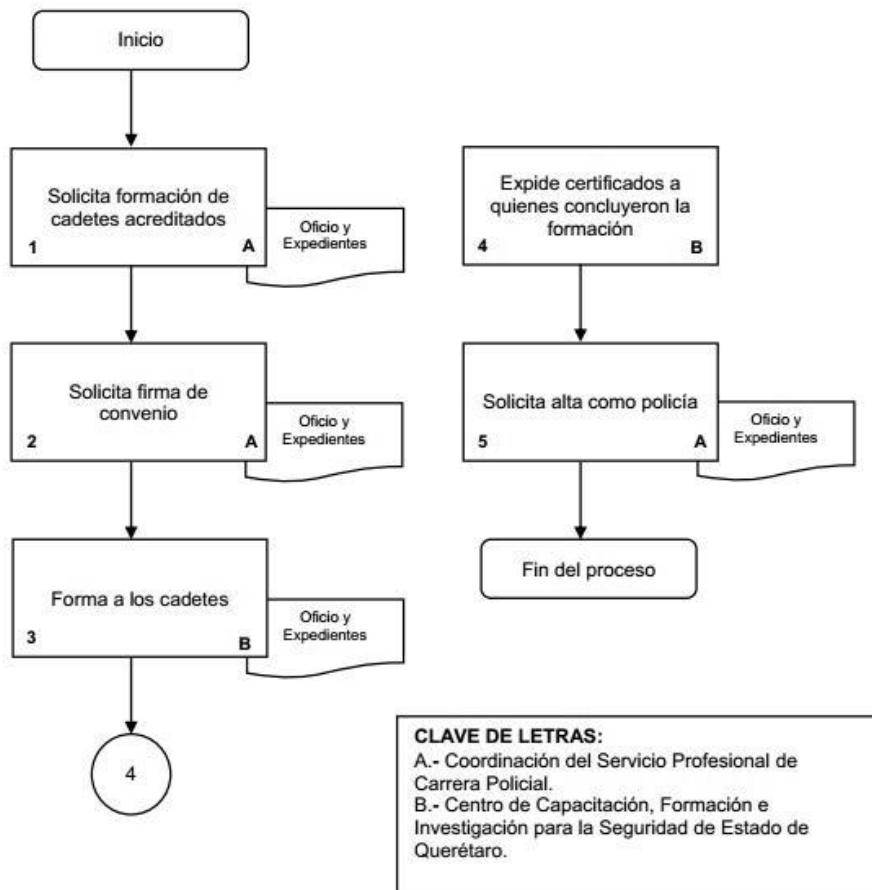 Inicio
Solicita formación de
cadetes acreditados
1
A
Oficio y
Expedientes
Solicita firma de
convenio
2
A
Oficio y
Expedientes
Forma a los cadetes
3
B
Oficio y
Expedientes
4
Expide certificados a
quienes concluyeron la
formación
4
B
Solicita alta como policía
5
A
Oficio y
Expedientes
Fin del proceso
CLAVE DE LETRAS:
A.- Coordinación del Servicio Profesional de
Carrera Policial.
B.- Centro de Capacitación, Formación e
Investigación para la Seguridad de Estado de
Querétaro.